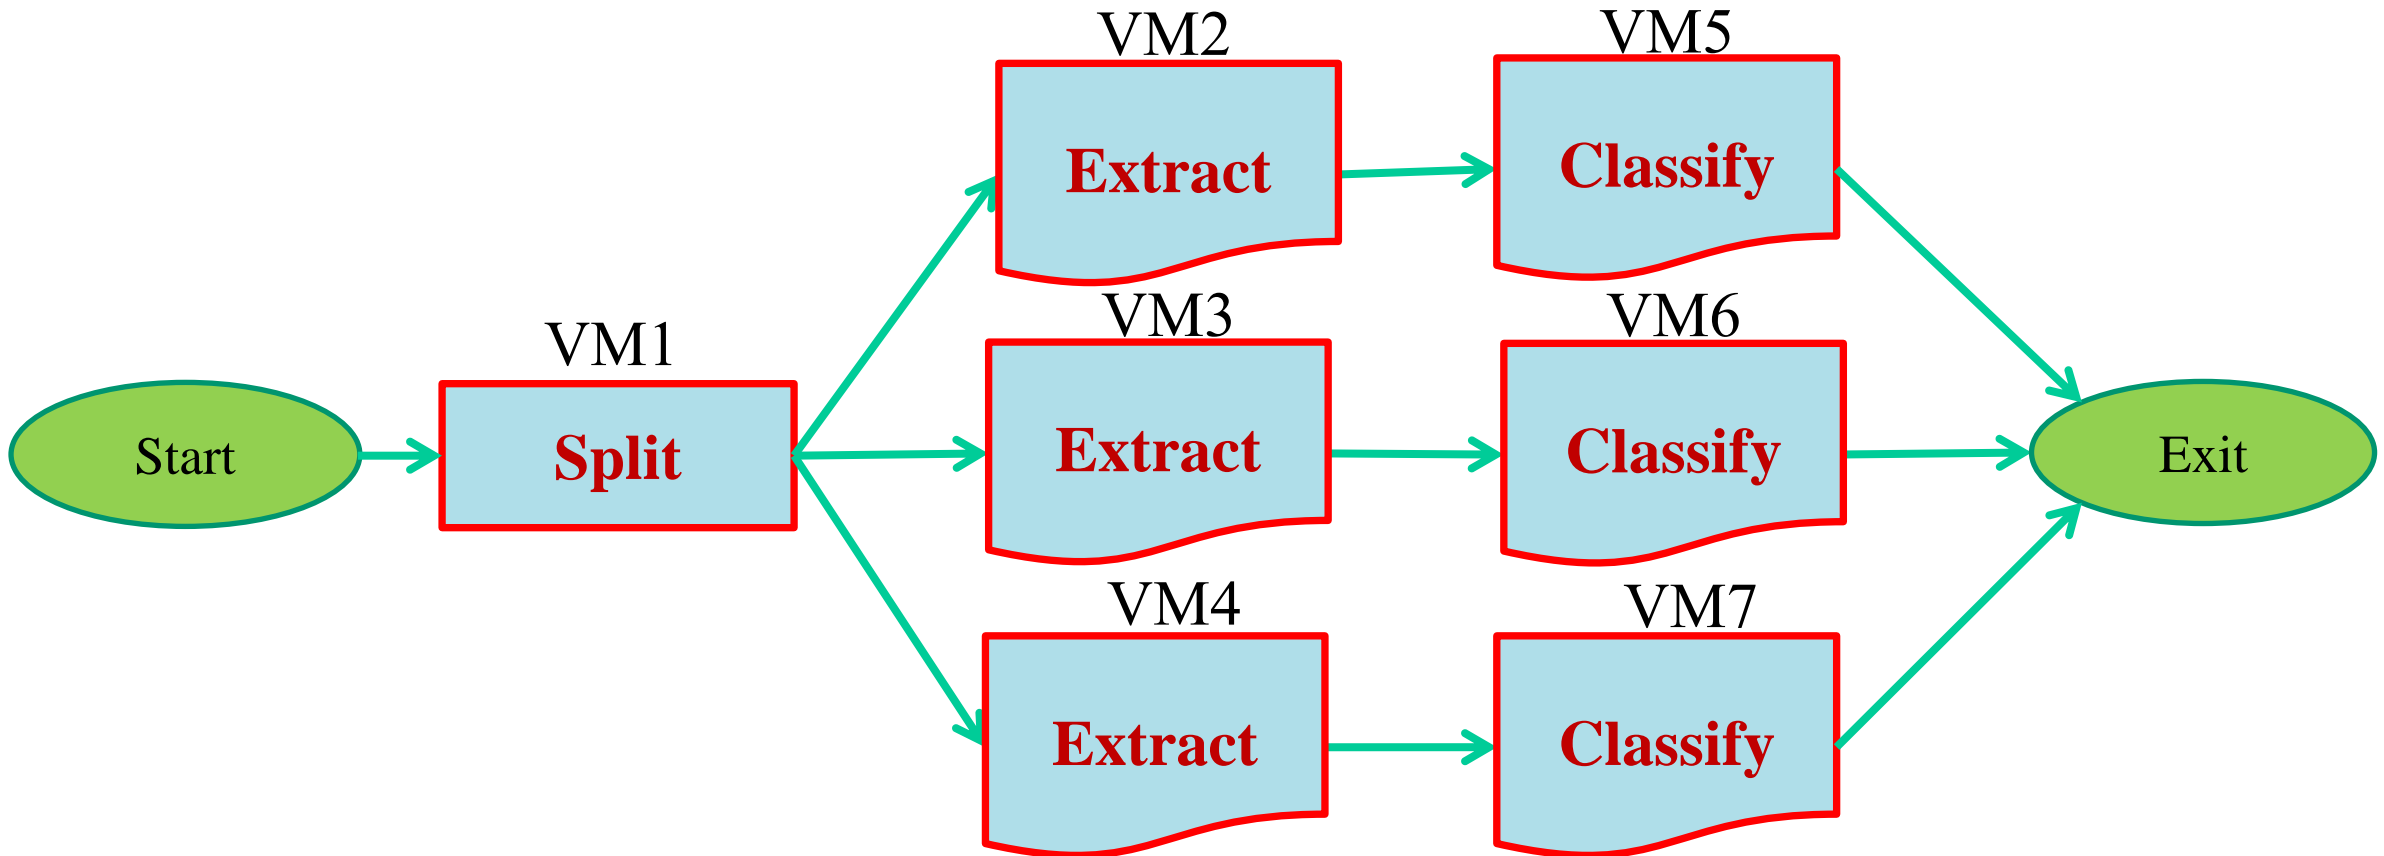 VM2
VM5
Extract
Classify
VM3
VM6
VM1
Start
Split
Extract
Classify
Exit
VM4
VM7
Extract
Classify